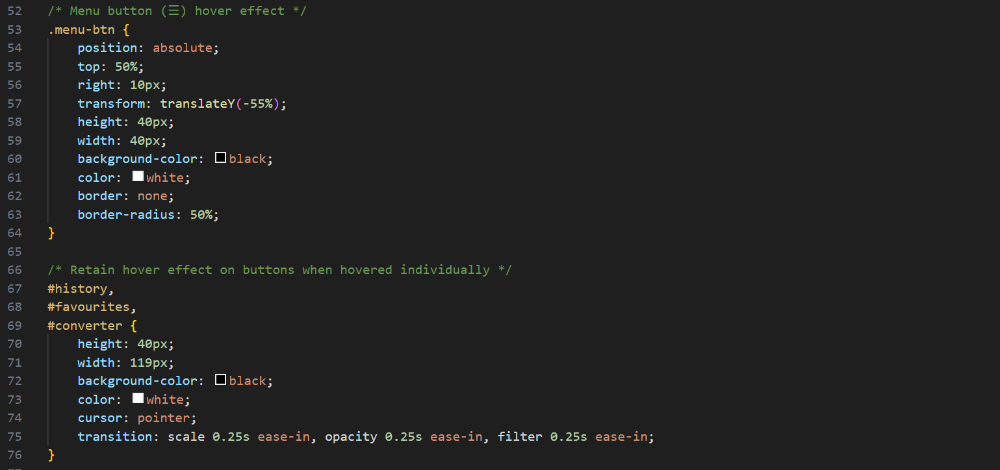 52 /* Menu button (☰) hover effect */
53 .menu-btn {
54     position: absolute;
55     top: 50%;
56     right: 10px;
57     transform: translateY(-55%);
58     height: 40px;
59     width: 40px;
60     background-color: black;
61     color: white;
62     border: none;
63     border-radius: 50%;
64 }
65
66 /* Retain hover effect on buttons when hovered individually */
67 #history,
68 #favourites,
69 #converter {
70     height: 40px;
71     width: 119px;
72     background-color: black;
73     color: white;
74     cursor: pointer;
75     transition: scale 0.25s ease-in, opacity 0.25s ease-in, filter 0.25s ease-in;
76 }